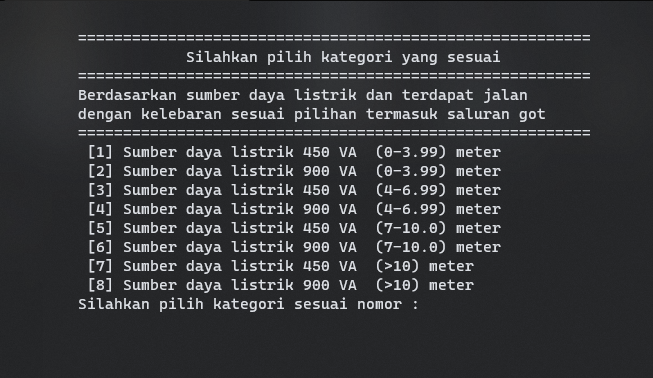 =========================================================
Silahkan pilih kategori yang sesuai
=========================================================
Berdasarkan sumber daya listrik dan terdapat jalan
dengan kelebaran sesuai pilihan termasuk saluran got
=========================================================
[1] Sumber daya listrik 450 VA  (0-3.99) meter
[2] Sumber daya listrik 900 VA  (0-3.99) meter
[3] Sumber daya listrik 450 VA  (4-6.99) meter
[4] Sumber daya listrik 900 VA  (4-6.99) meter
[5] Sumber daya listrik 450 VA  (7-10.0) meter
[6] Sumber daya listrik 900 VA  (7-10.0) meter
[7] Sumber daya listrik 450 VA  (>10) meter
[8] Sumber daya listrik 900 VA  (>10) meter
Silahkan pilih kategori sesuai nomor :